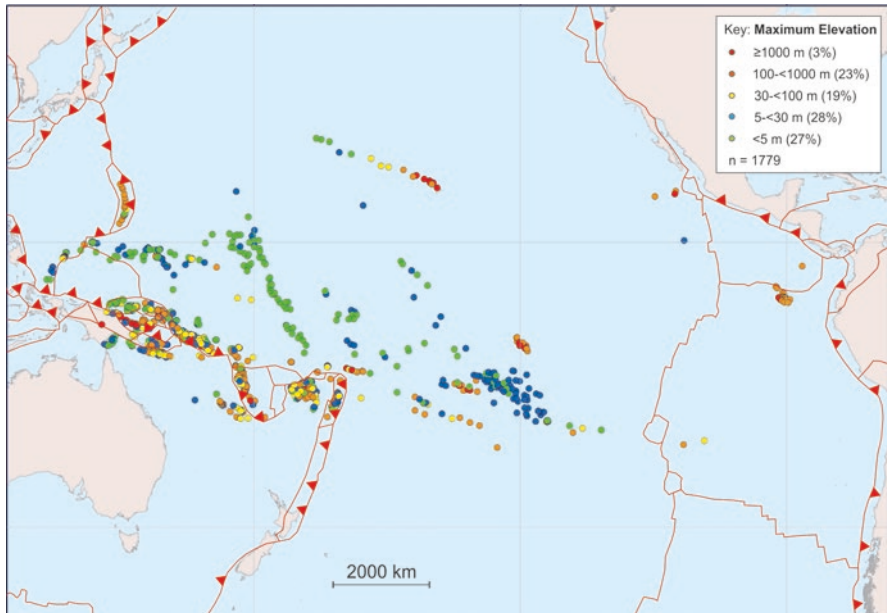 Key: Maximum Elevation
≥1000 m (3%)
100-<1000 m (23%)
30-<100 m (19%)
5-<30 m (28%)
<5 m (27%)
n = 1779
2000 km